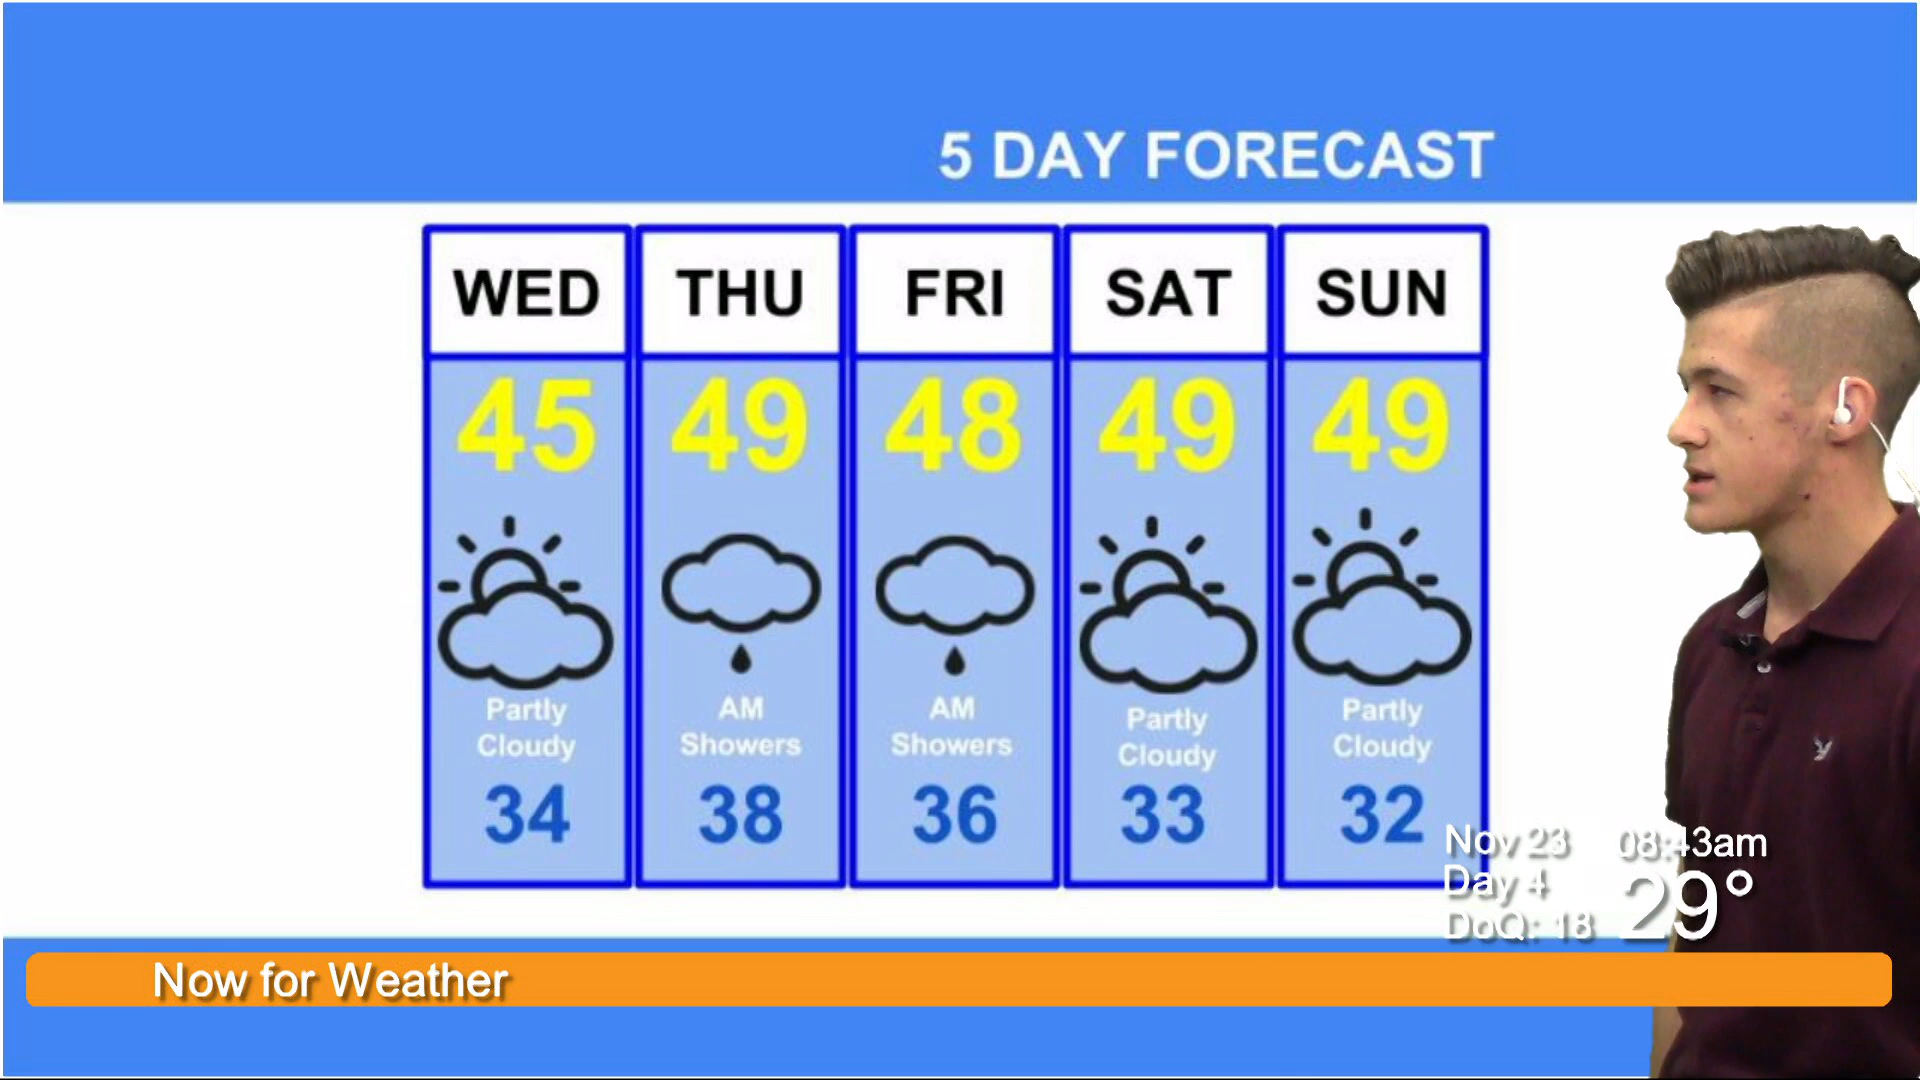 5 DAY FORECAST
WED THU FRI SAT SUN
45 49 48 49 49
Partly Cloudy
AM Showers
AM Showers
Partly Cloudy
Partly Cloudy
34 38 36 33 32
Nov 23 08:43am
Day 4 29°
DoQ: 18
Now for Weather